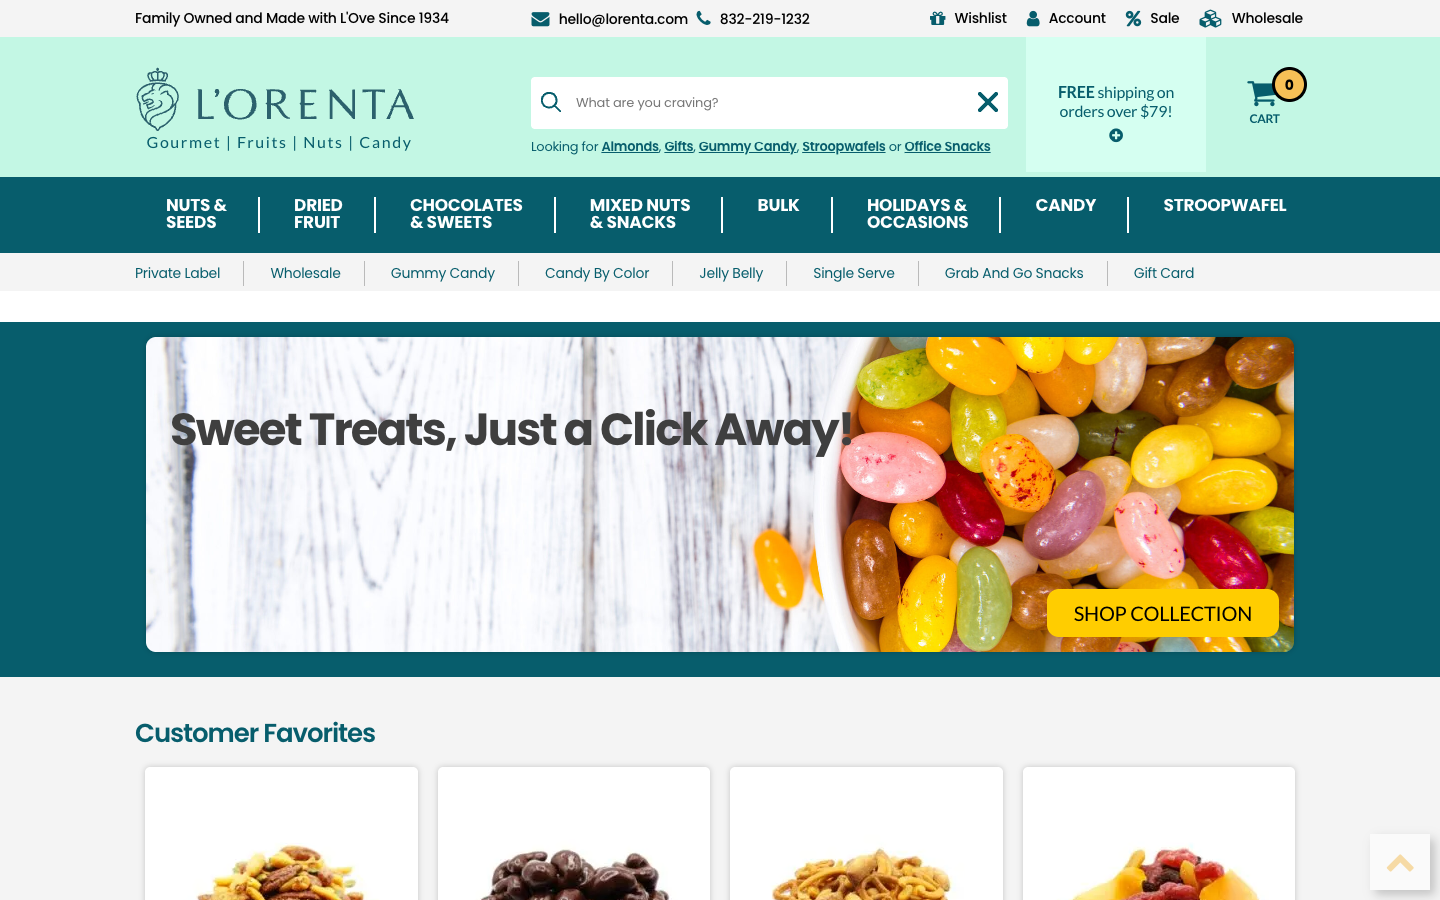 Family Owned and Made with L'Ove Since 1934
hello@lorenta.com 832-219-1232
Wishlist Account Sale Wholesale
L'ORENTA
Gourmet | Fruits | Nuts | Candy
What are you craving?
Looking for Almonds, Gifts, Gummy Candy, Stroopwafels or Office Snacks
FREE shipping on
orders over $79!
0
CART
NUTS &
SEEDS
DRIED
FRUIT
CHOCOLATES
& SWEETS
MIXED NUTS
& SNACKS
BULK
HOLIDAYS &
OCCASIONS
CANDY
STROOPWAFEL
Private Label Wholesale Gummy Candy Candy By Color Jelly Belly Single Serve Grab And Go Snacks Gift Card
Sweet Treats, Just a Click Away!
SHOP COLLECTION
Customer Favorites